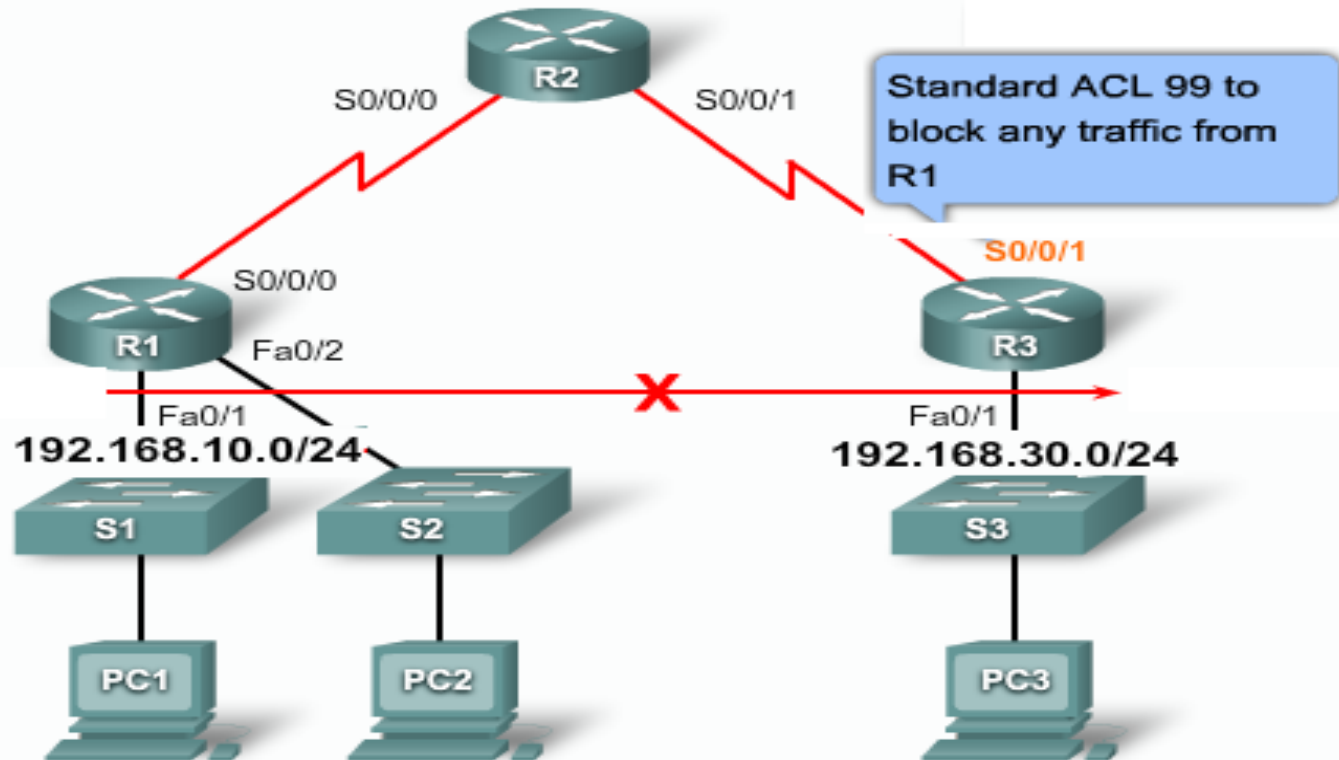 R2
S0/0/0
S0/0/1
Standard ACL 99 to
block any traffic from
R1
S0/0/1
S0/0/0
R1
Fa0/2
R3
Fa0/1
Fa0/1
192.168.10.0/24
192.168.30.0/24
S1
S2
S3
PC1
PC2
PC3